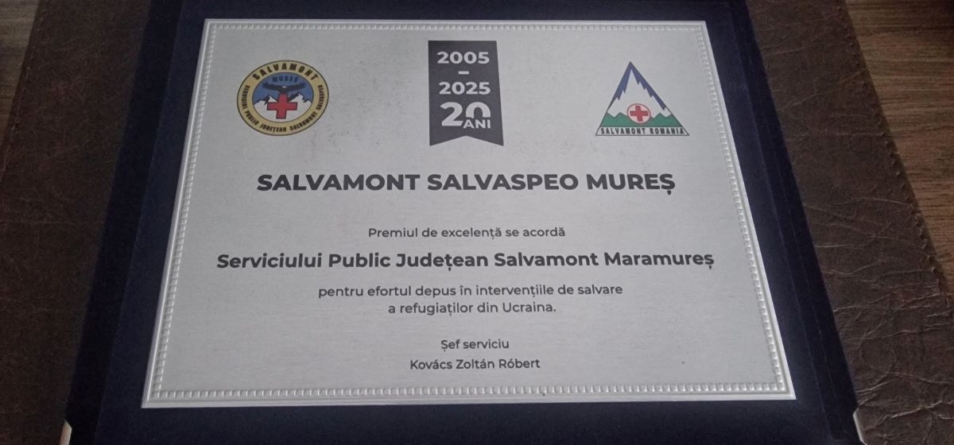 SALVAMONT
MUREȘ
2005
–
2025
20
ANI
SALVAMONT ROMANIA
SALVAMONT SALVASPEO MUREȘ
Premiul de excelență se acordă
Serviciului Public Județean Salvamont Maramureș
pentru efortul depus în intervențiile de salvare
a refugiaților din Ucraina.
Șef serviciu
Kovács Zoltán Róbert